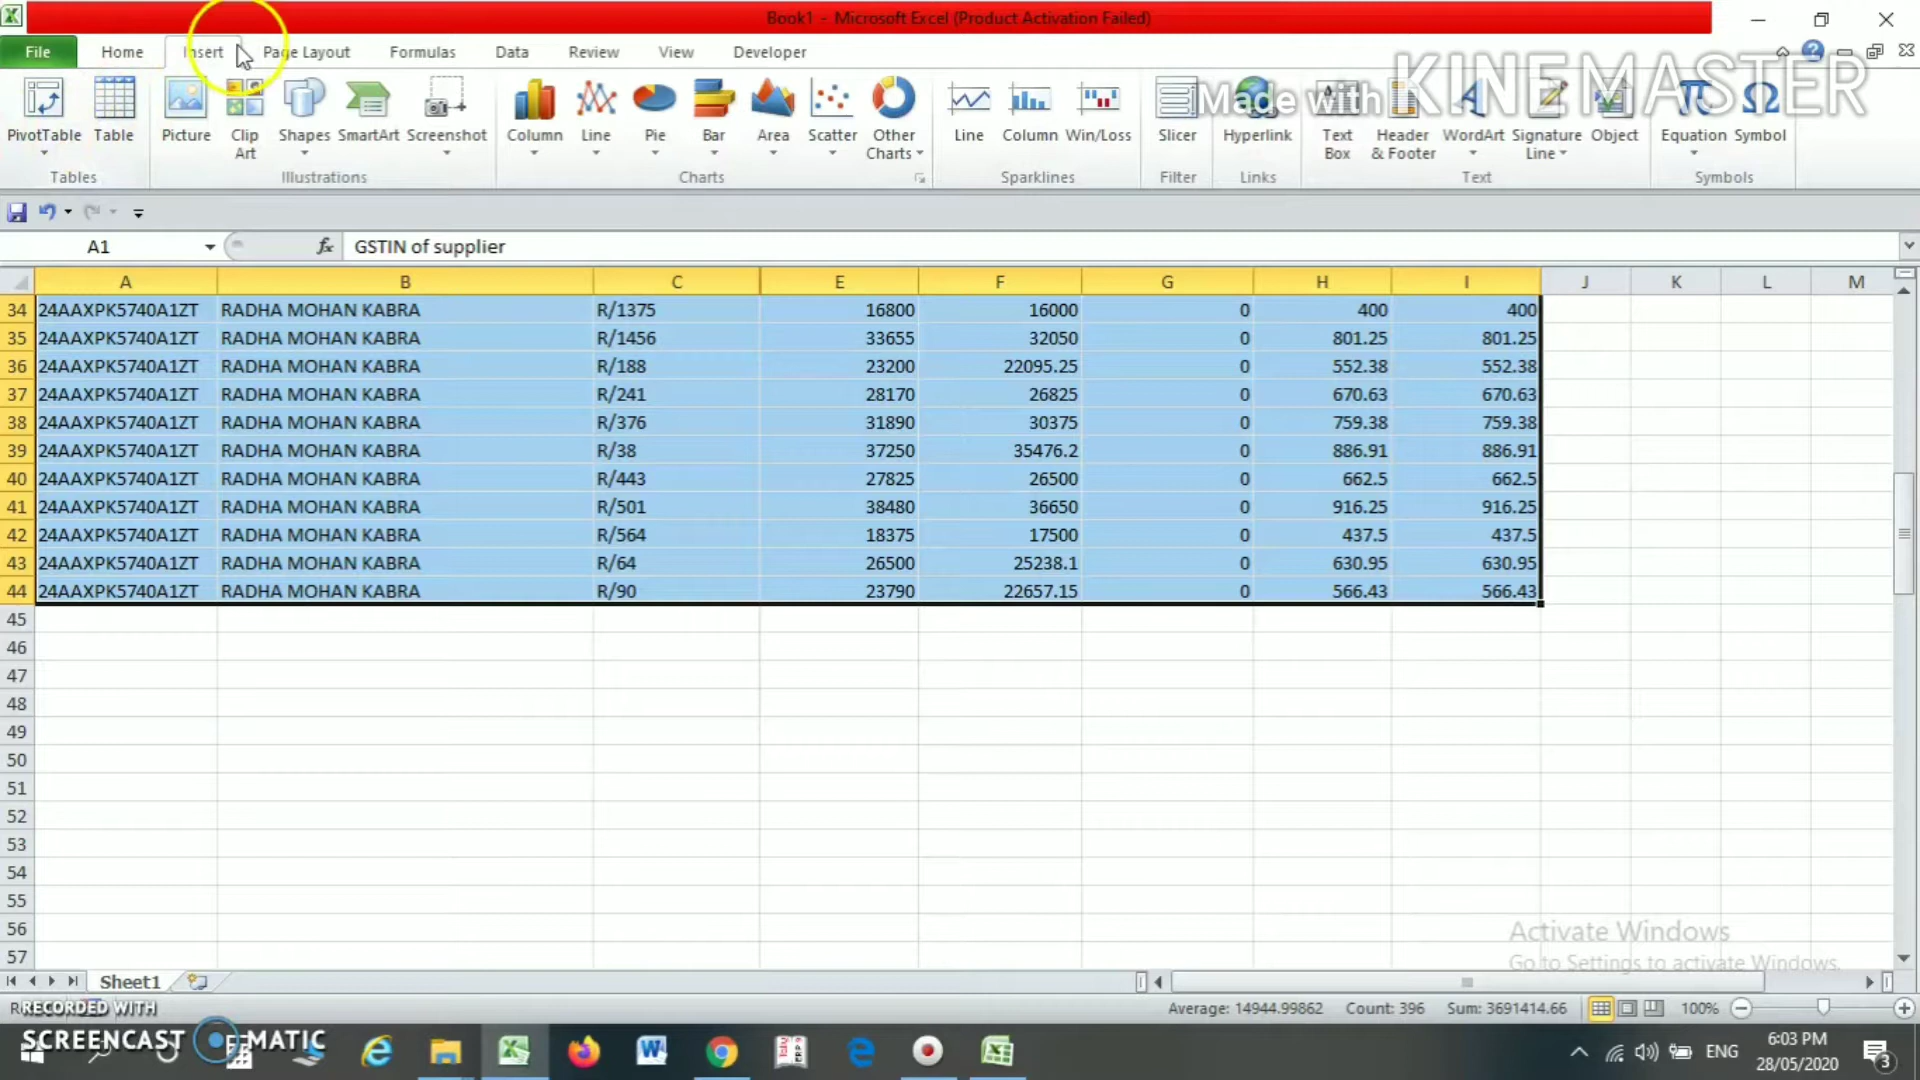 Book1 - Microsoft Excel (Product Activation Failed)
File Home Insert Page Layout Formulas Data Review View Developer
Made with KINEMASTER
PivotTable Table Picture Clip Art Shapes SmartArt Screenshot Column Line Pie Bar Area Scatter Other Charts Line Column Win/Loss Slicer Hyperlink Text Box Header & Footer WordArt Signature Line Object Equation Symbol
Tables Illustrations Charts Sparklines Filter Links Text Symbols
A1 fx GSTIN of supplier
A B C E F G H I J K L M
34 24AAXPK5740A1ZT RADHA MOHAN KABRA R/1375 16800 16000 0 400 400
35 24AAXPK5740A1ZT RADHA MOHAN KABRA R/1456 33655 32050 0 801.25 801.25
36 24AAXPK5740A1ZT RADHA MOHAN KABRA R/188 23200 22095.25 0 552.38 552.38
37 24AAXPK5740A1ZT RADHA MOHAN KABRA R/241 28170 26825 0 670.63 670.63
38 24AAXPK5740A1ZT RADHA MOHAN KABRA R/376 31890 30375 0 759.38 759.38
39 24AAXPK5740A1ZT RADHA MOHAN KABRA R/38 37250 35476.2 0 886.91 886.91
40 24AAXPK5740A1ZT RADHA MOHAN KABRA R/443 27825 26500 0 662.5 662.5
41 24AAXPK5740A1ZT RADHA MOHAN KABRA R/501 38480 36650 0 916.25 916.25
42 24AAXPK5740A1ZT RADHA MOHAN KABRA R/564 18375 17500 0 437.5 437.5
43 24AAXPK5740A1ZT RADHA MOHAN KABRA R/64 26500 25238.1 0 630.95 630.95
44 24AAXPK5740A1ZT RADHA MOHAN KABRA R/90 23790 22657.15 0 566.43 566.43
45
46
47
48
49
50
51
52
53
54
55
56
57
Activate Windows
Go to Settings to activate Windows.
Sheet1
RECORDED WITH
Average: 14944.99862 Count: 396 Sum: 3691414.66 100%
SCREENCAST MATIC
ENG
6:03 PM
28/05/2020
3